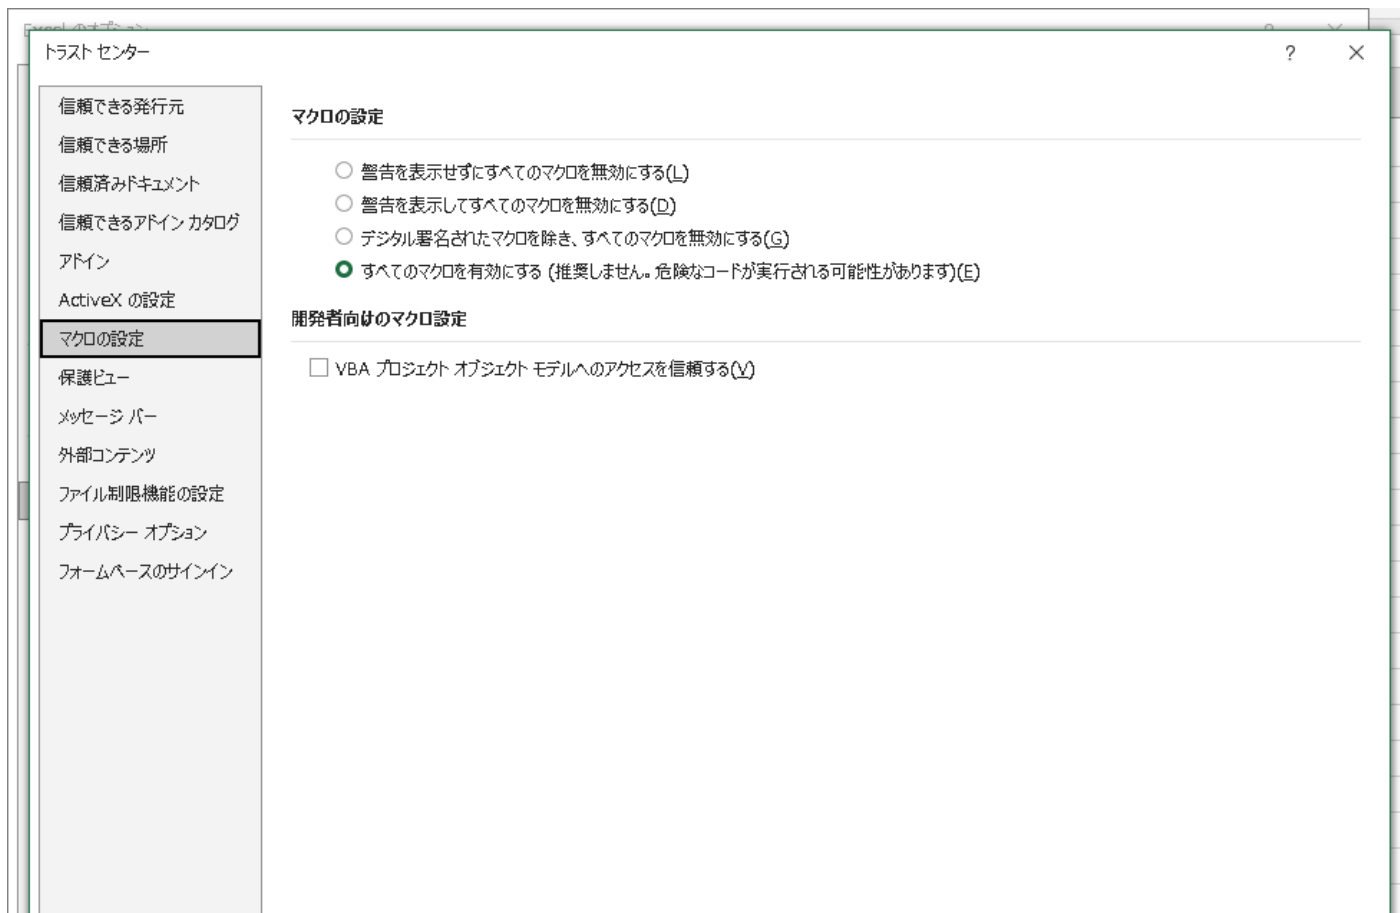 Excel のオプション
トラスト センター
信頼できる発行元
信頼できる場所
信頼済みドキュメント
信頼できるアドイン カタログ
アドイン
ActiveX の設定
マクロの設定
保護ビュー
メッセージ バー
外部コンテンツ
ファイル制限機能の設定
プライバシー オプション
フォームベースのサインイン
マクロの設定
警告を表示せずにすべてのマクロを無効にする(L)
警告を表示してすべてのマクロを無効にする(D)
デジタル署名されたマクロを除き、すべてのマクロを無効にする(G)
すべてのマクロを有効にする (推奨しません。危険なコードが実行される可能性があります)(E)
開発者向けのマクロ設定
VBA プロジェクト オブジェクト モデルへのアクセスを信頼する(V)